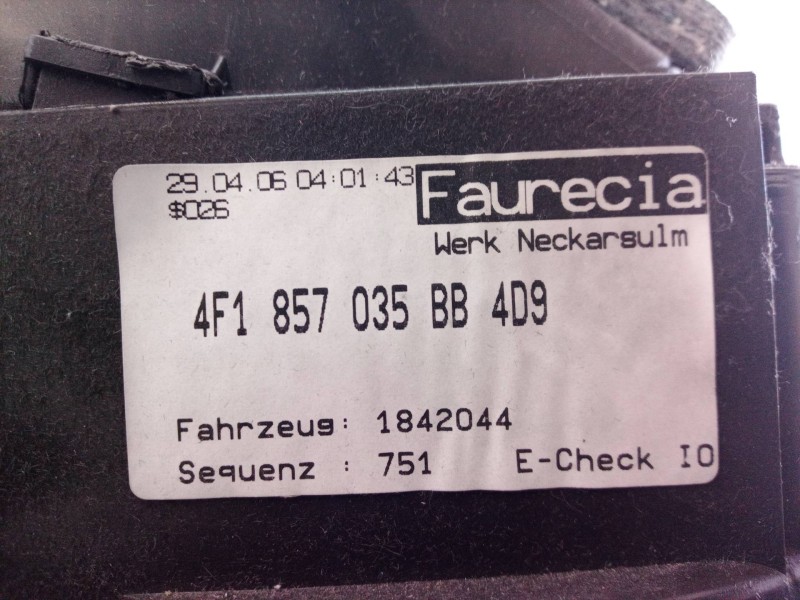 29.04.06 04:01:43 Faurecia
$026
Werk Neckarsulm
4F1 857 035 BB 4D9
Fahrzeug: 1842044
Sequenz : 751 E-Check IO